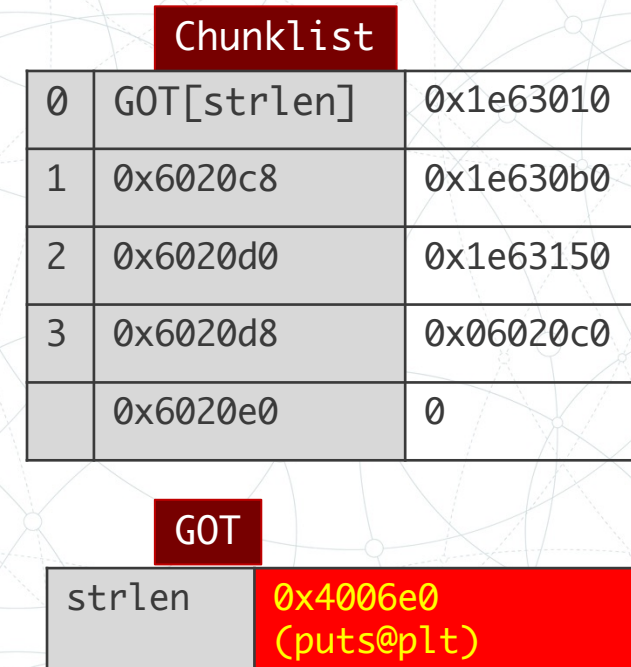 Chunklist
0 GOT[strlen] 0x1e63010
1 0x6020c8 0x1e630b0
2 0x6020d0 0x1e63150
3 0x6020d8 0x06020c0
0x6020e0 0
GOT
strlen 0x4006e0
(puts@plt)